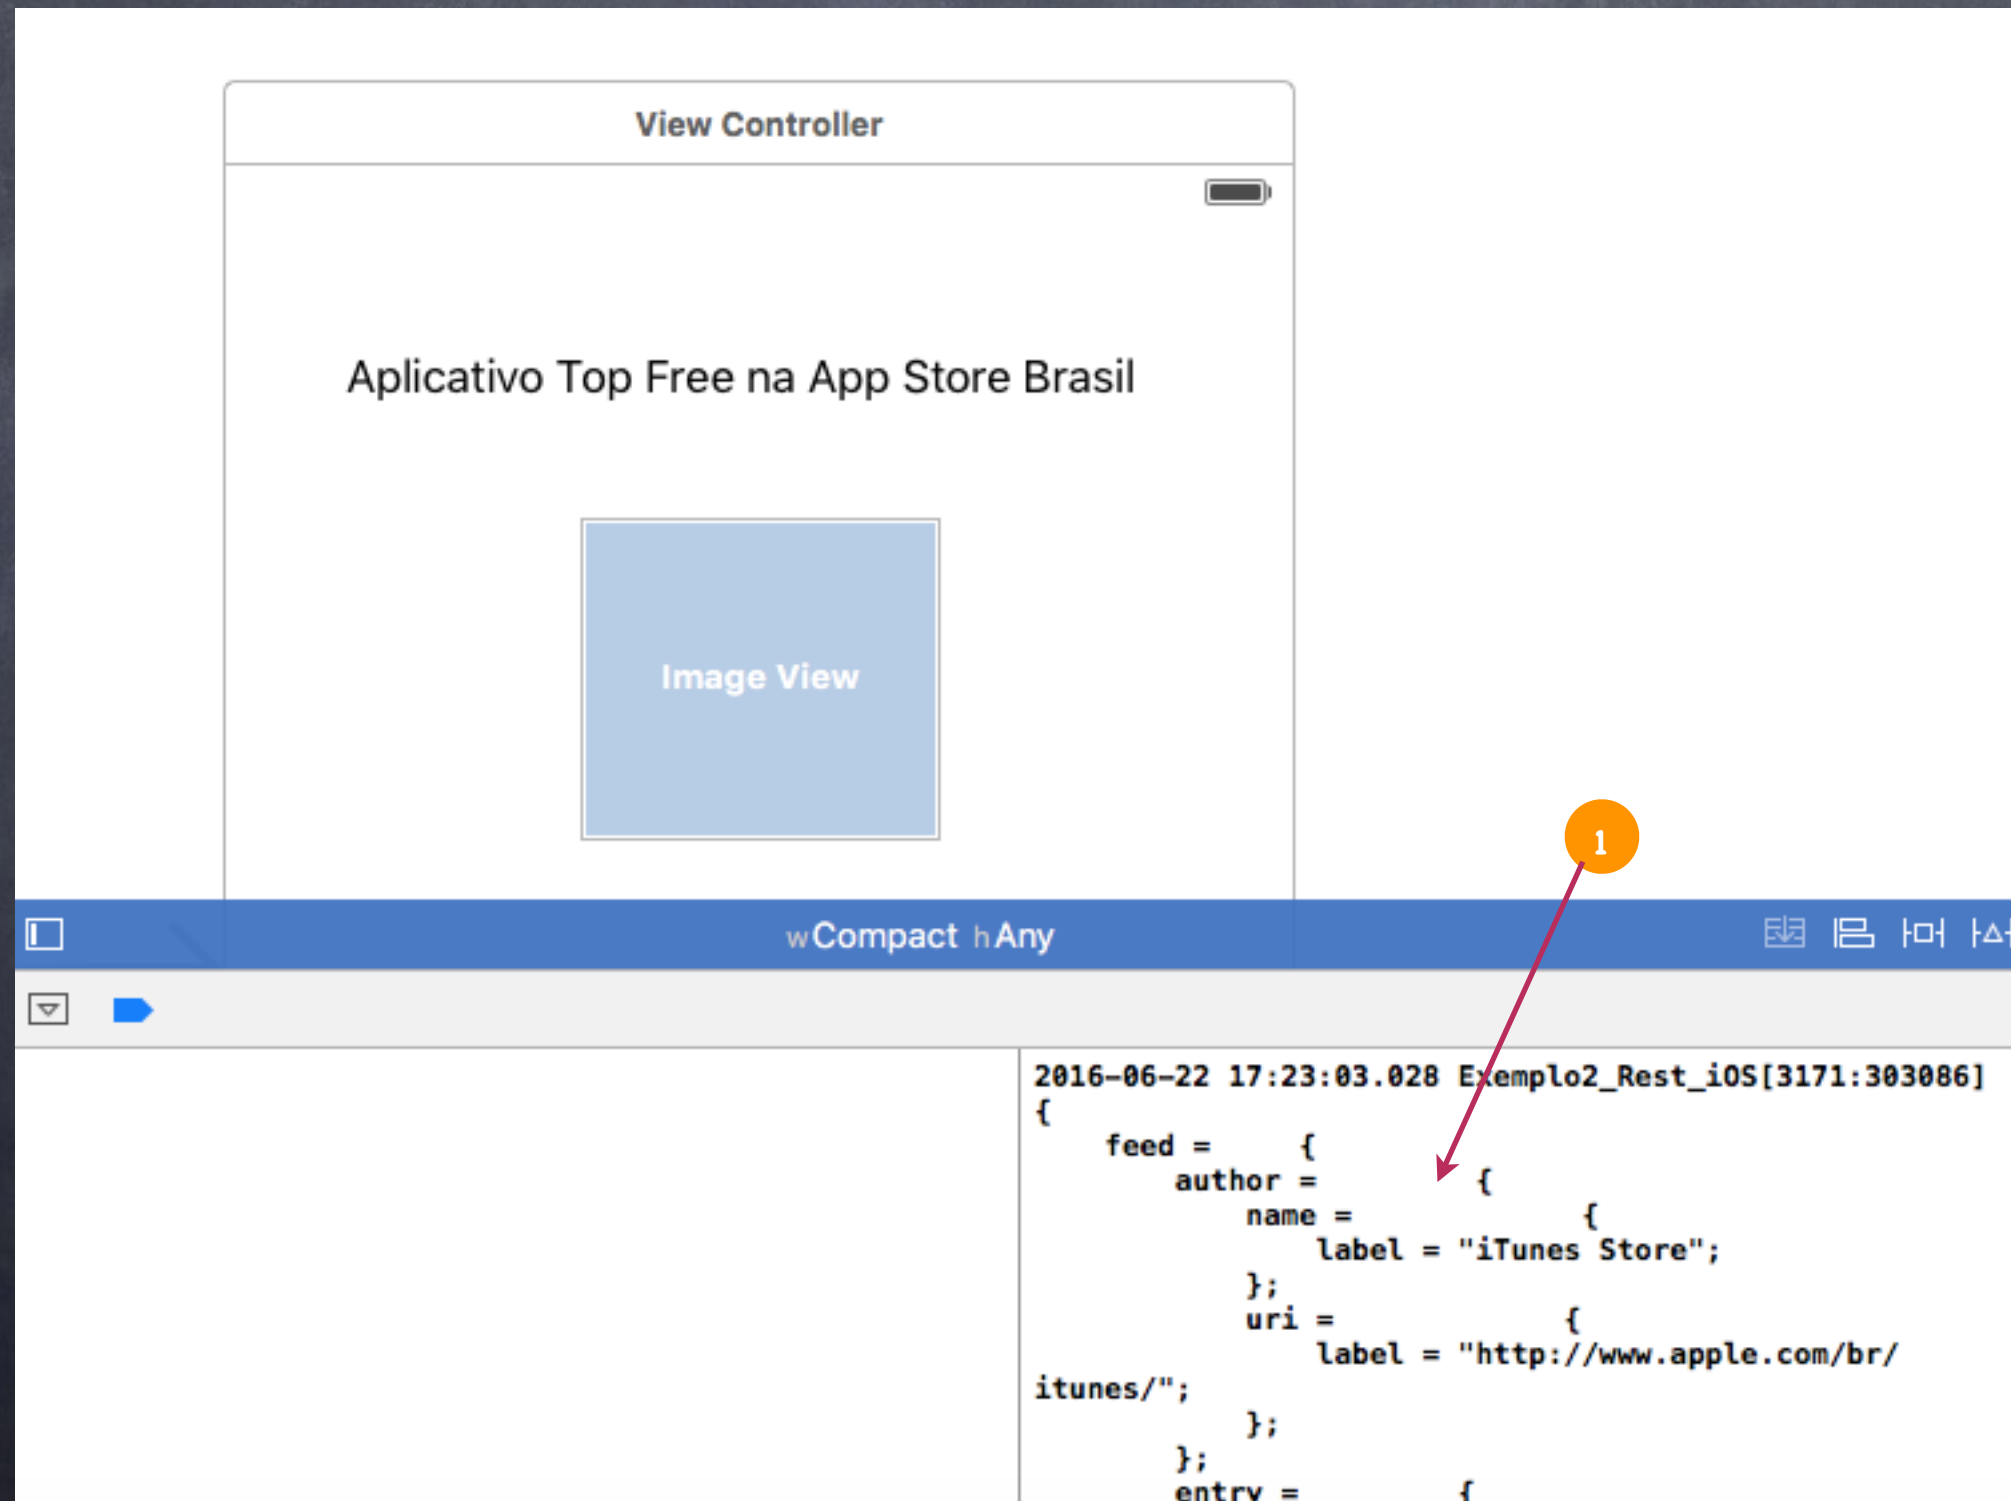 View Controller
Aplicativo Top Free na App Store Brasil
Image View
1
wCompact hAny
2016-06-22 17:23:03.028 Exemplo2_Rest_iOS[3171:303086]
{
feed = {
author = {
name = {
label = "iTunes Store";
};
uri = {
label = "http://www.apple.com/br/
itunes/";
};
};
entry = {